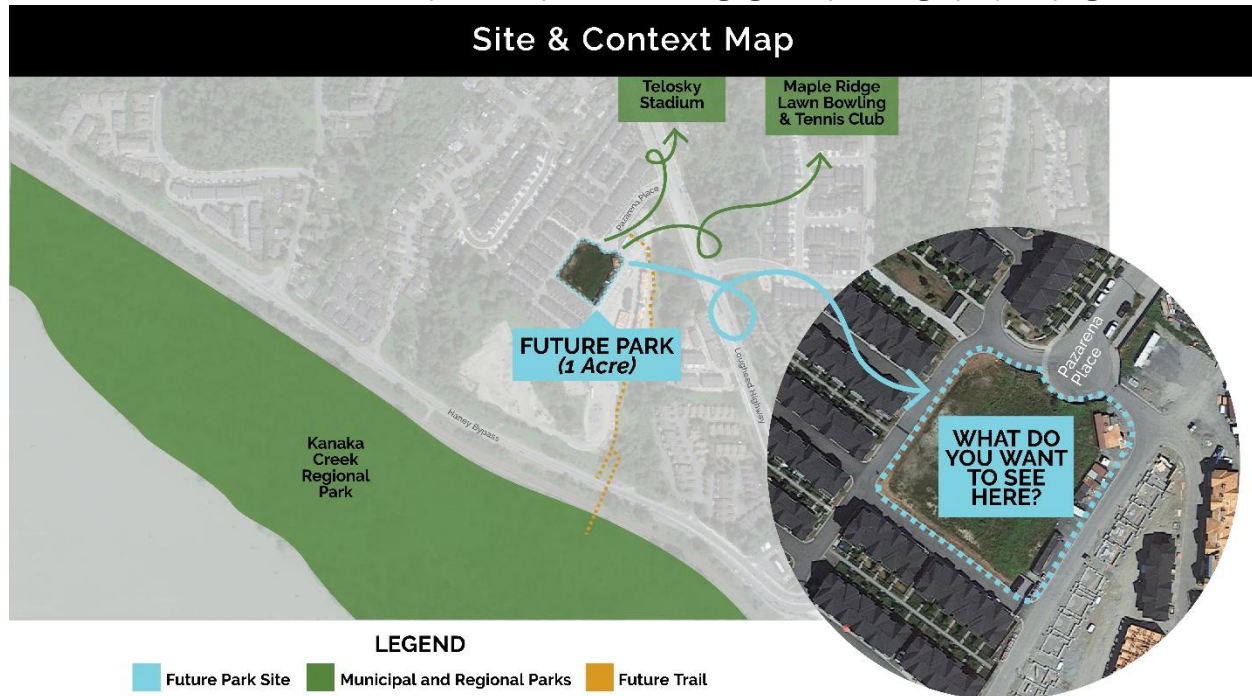 Site & Context Map
Telosky
Stadium
Maple Ridge
Lawn Bowling
& Tennis Club
Pazarena Place
FUTURE PARK
(1 Acre)
Lougheed Highway
Haney Bypass
Kanaka
Creek
Regional
Park
Pazarena
Place
WHAT DO
YOU WANT
TO SEE
HERE?
LEGEND
Future Park Site
Municipal and Regional Parks
Future Trail